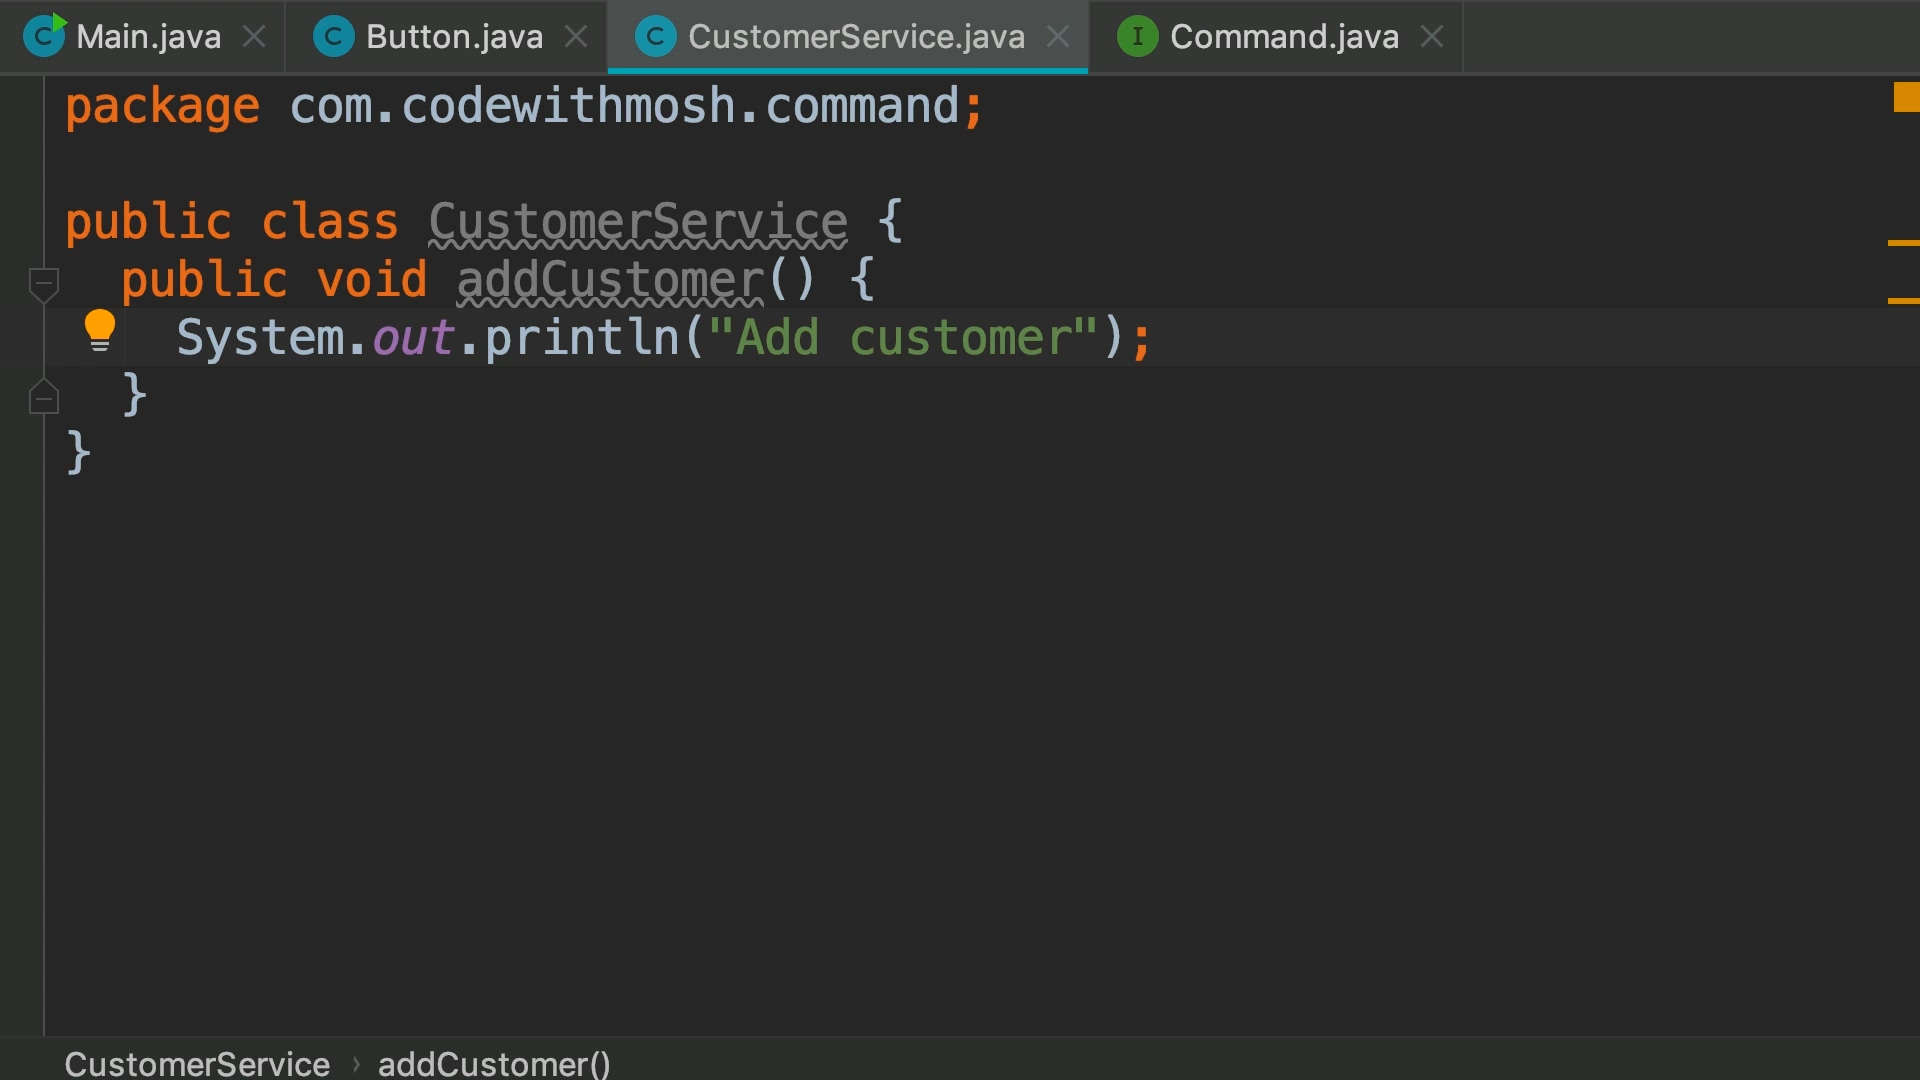 Main.java
Button.java
CustomerService.java
Command.java
package com.codewithmosh.command;
public class CustomerService {
  public void addCustomer() {
    System.out.println("Add customer");
  }
}
CustomerService › addCustomer()